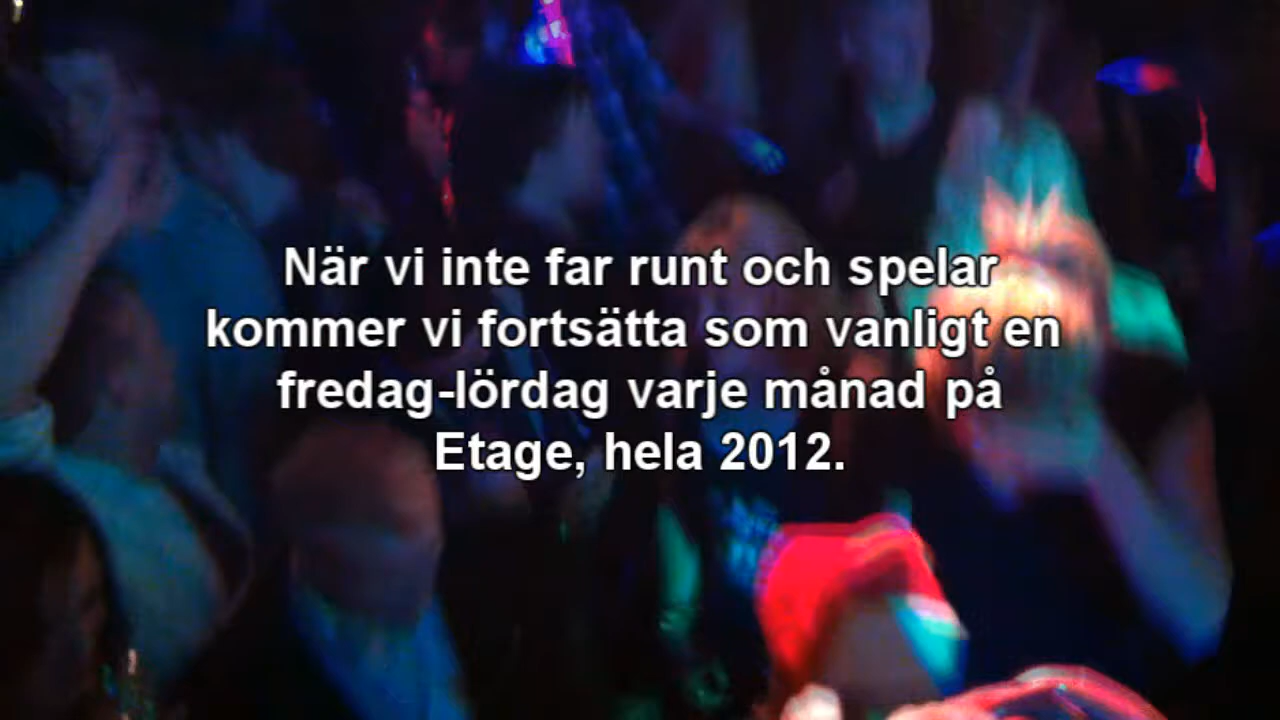 När vi inte far runt och spelar
kommer vi fortsätta som vanligt en
fredag-lördag varje månad på
Etage, hela 2012.